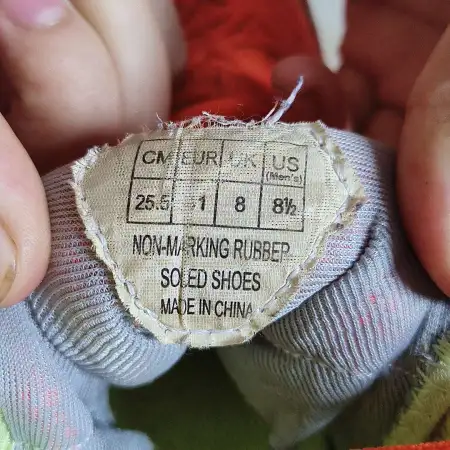 CM EUR UK US
(Men's)
25.5 1 8 8½
NON-MARKING RUBBER
SOLED SHOES
MADE IN CHINA